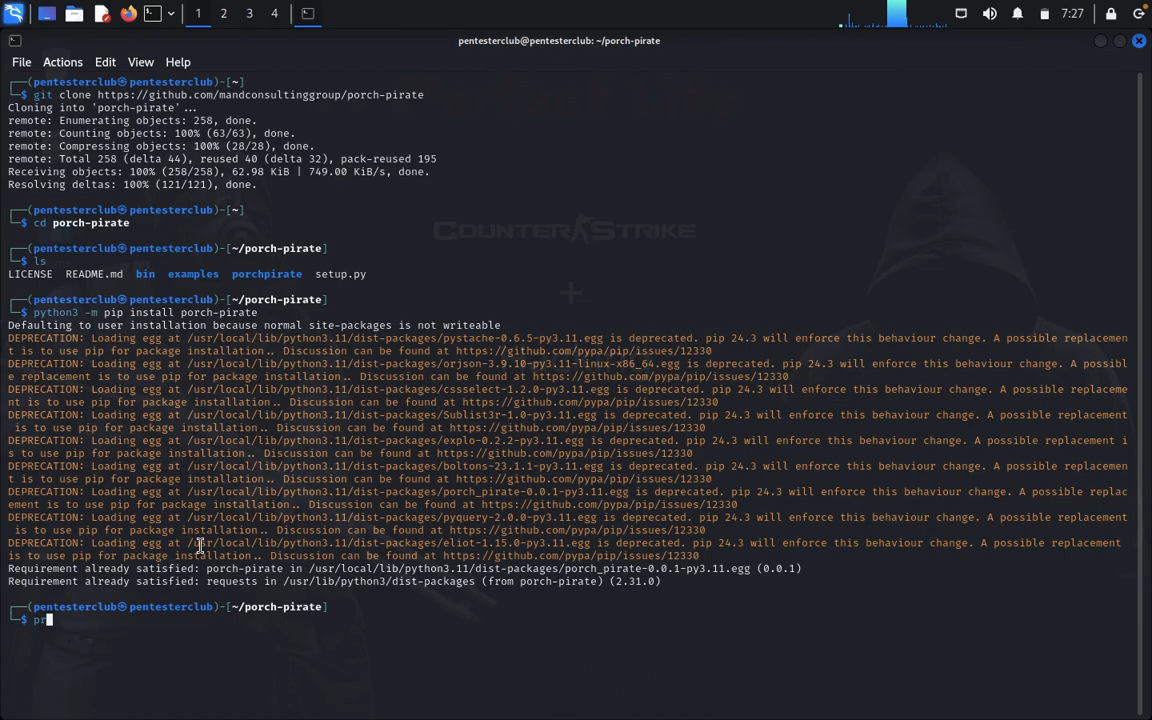 1 2 3 4 7:27
pentesterclub@pentesterclub: ~/porch-pirate
File Actions Edit View Help
┌──(pentesterclub㉿pentesterclub)-[~]
└─$ git clone https://github.com/mandconsultinggroup/porch-pirate
Cloning into 'porch-pirate'...
remote: Enumerating objects: 258, done.
remote: Counting objects: 100% (63/63), done.
remote: Compressing objects: 100% (28/28), done.
remote: Total 258 (delta 44), reused 40 (delta 32), pack-reused 195
Receiving objects: 100% (258/258), 62.98 KiB | 749.00 KiB/s, done.
Resolving deltas: 100% (121/121), done.
┌──(pentesterclub㉿pentesterclub)-[~]
└─$ cd porch-pirate
COUNTER STRIKE
┌──(pentesterclub㉿pentesterclub)-[~/porch-pirate]
└─$ ls
LICENSE README.md bin examples porchpirate setup.py
┌──(pentesterclub㉿pentesterclub)-[~/porch-pirate]
└─$ python3 -m pip install porch-pirate
Defaulting to user installation because normal site-packages is not writeable
DEPRECATION: Loading egg at /usr/local/lib/python3.11/dist-packages/pystache-0.6.5-py3.11.egg is deprecated. pip 24.3 will enforce this behaviour change. A possible replacemen
t is to use pip for package installation.. Discussion can be found at https://github.com/pypa/pip/issues/12330
DEPRECATION: Loading egg at /usr/local/lib/python3.11/dist-packages/orjson-3.9.10-py3.11-linux-x86_64.egg is deprecated. pip 24.3 will enforce this behaviour change. A possibl
e replacement is to use pip for package installation.. Discussion can be found at https://github.com/pypa/pip/issues/12330
DEPRECATION: Loading egg at /usr/local/lib/python3.11/dist-packages/cssselect-1.2.0-py3.11.egg is deprecated. pip 24.3 will enforce this behaviour change. A possible replaceme
nt is to use pip for package installation.. Discussion can be found at https://github.com/pypa/pip/issues/12330
DEPRECATION: Loading egg at /usr/local/lib/python3.11/dist-packages/Sublist3r-1.0-py3.11.egg is deprecated. pip 24.3 will enforce this behaviour change. A possible replacement
is to use pip for package installation.. Discussion can be found at https://github.com/pypa/pip/issues/12330
DEPRECATION: Loading egg at /usr/local/lib/python3.11/dist-packages/explo-0.2.2-py3.11.egg is deprecated. pip 24.3 will enforce this behaviour change. A possible replacement i
s to use pip for package installation.. Discussion can be found at https://github.com/pypa/pip/issues/12330
DEPRECATION: Loading egg at /usr/local/lib/python3.11/dist-packages/boltons-23.1.1-py3.11.egg is deprecated. pip 24.3 will enforce this behaviour change. A possible replacemen
t is to use pip for package installation.. Discussion can be found at https://github.com/pypa/pip/issues/12330
DEPRECATION: Loading egg at /usr/local/lib/python3.11/dist-packages/porch_pirate-0.0.1-py3.11.egg is deprecated. pip 24.3 will enforce this behaviour change. A possible replac
ement is to use pip for package installation.. Discussion can be found at https://github.com/pypa/pip/issues/12330
DEPRECATION: Loading egg at /usr/local/lib/python3.11/dist-packages/pyquery-2.0.0-py3.11.egg is deprecated. pip 24.3 will enforce this behaviour change. A possible replacement
is to use pip for package installation.. Discussion can be found at https://github.com/pypa/pip/issues/12330
DEPRECATION: Loading egg at /usr/local/lib/python3.11/dist-packages/eliot-1.15.0-py3.11.egg is deprecated. pip 24.3 will enforce this behaviour change. A possible replacement
is to use pip for package installation.. Discussion can be found at https://github.com/pypa/pip/issues/12330
Requirement already satisfied: porch-pirate in /usr/local/lib/python3.11/dist-packages/porch_pirate-0.0.1-py3.11.egg (0.0.1)
Requirement already satisfied: requests in /usr/lib/python3/dist-packages (from porch-pirate) (2.31.0)
┌──(pentesterclub㉿pentesterclub)-[~/porch-pirate]
└─$ pr